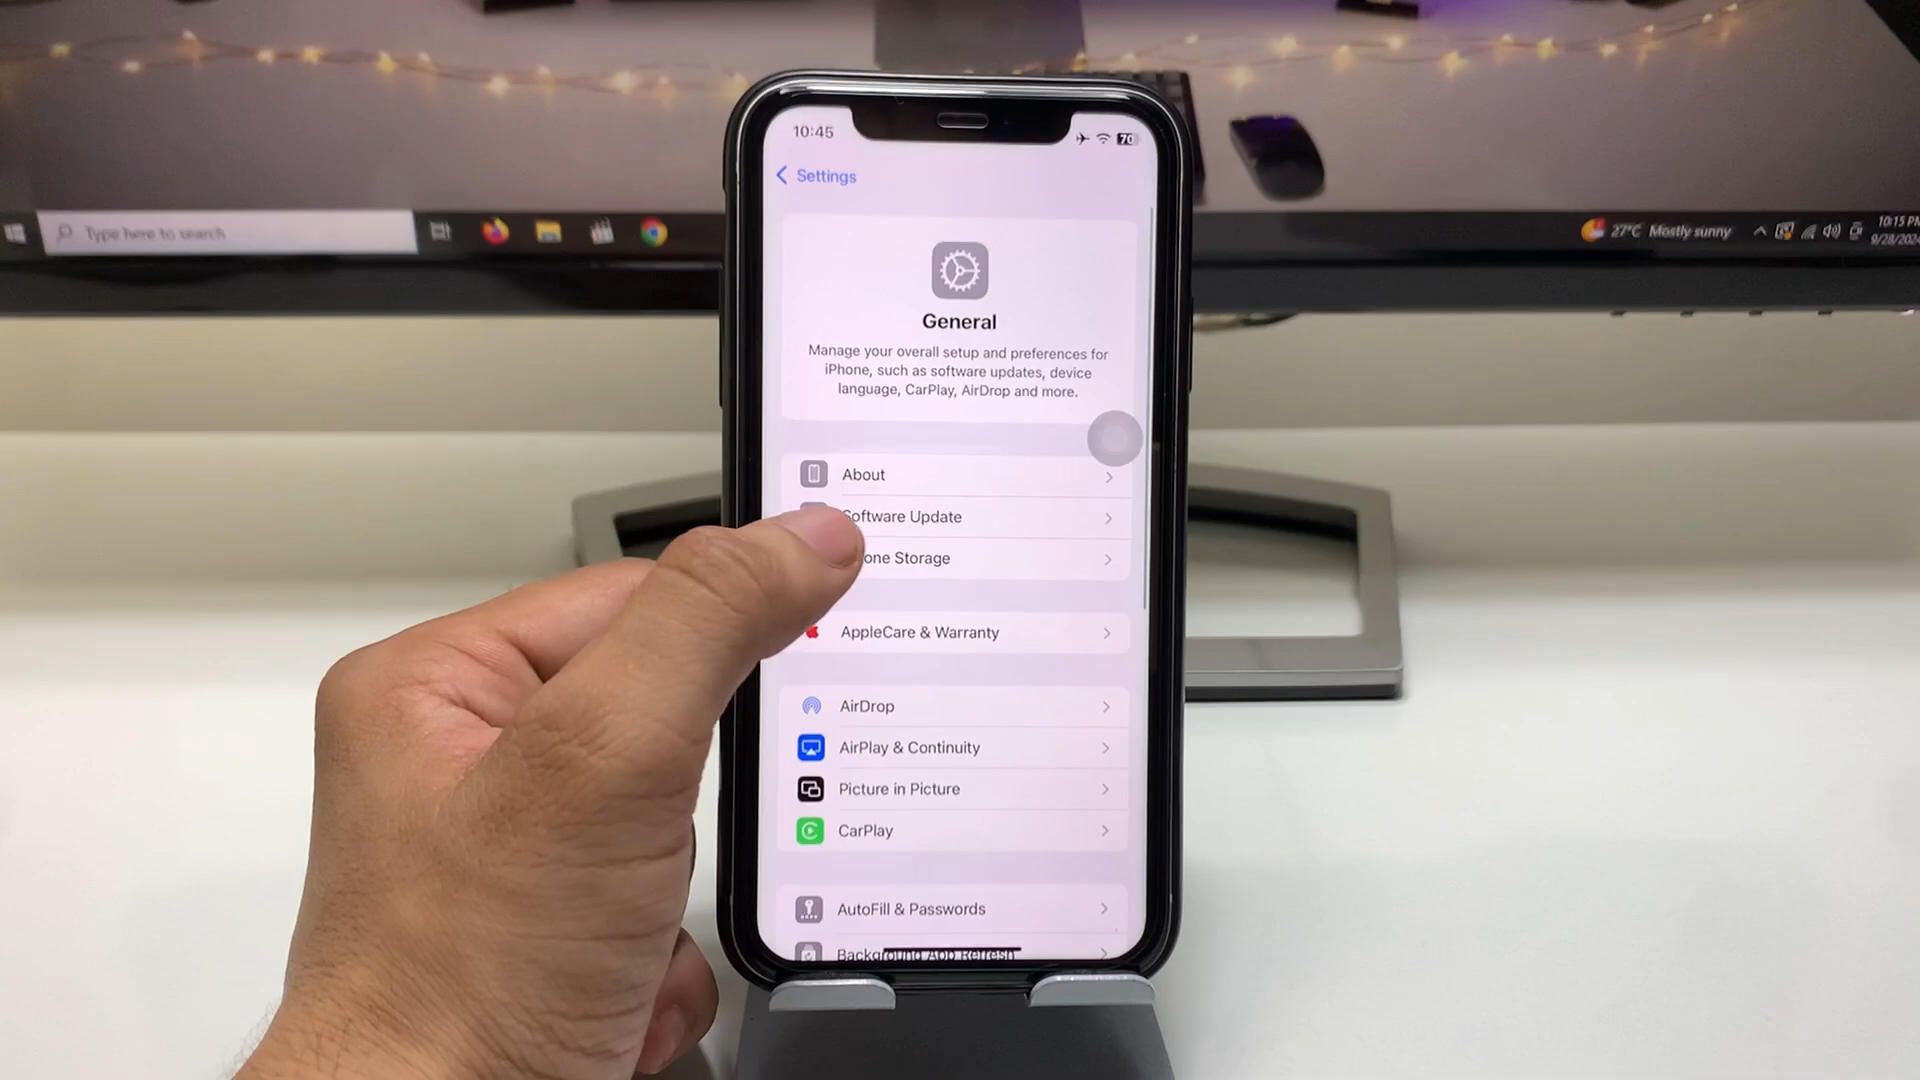 10:45
70
Settings
Type here to search
27°C Mostly sunny
10:15 PM
9/28/202
General
Manage your overall setup and preferences for
iPhone, such as software updates, device
language, CarPlay, AirDrop and more.
About
Software Update
one Storage
AppleCare & Warranty
AirDrop
AirPlay & Continuity
Picture in Picture
CarPlay
AutoFill & Passwords
Background App Refresh